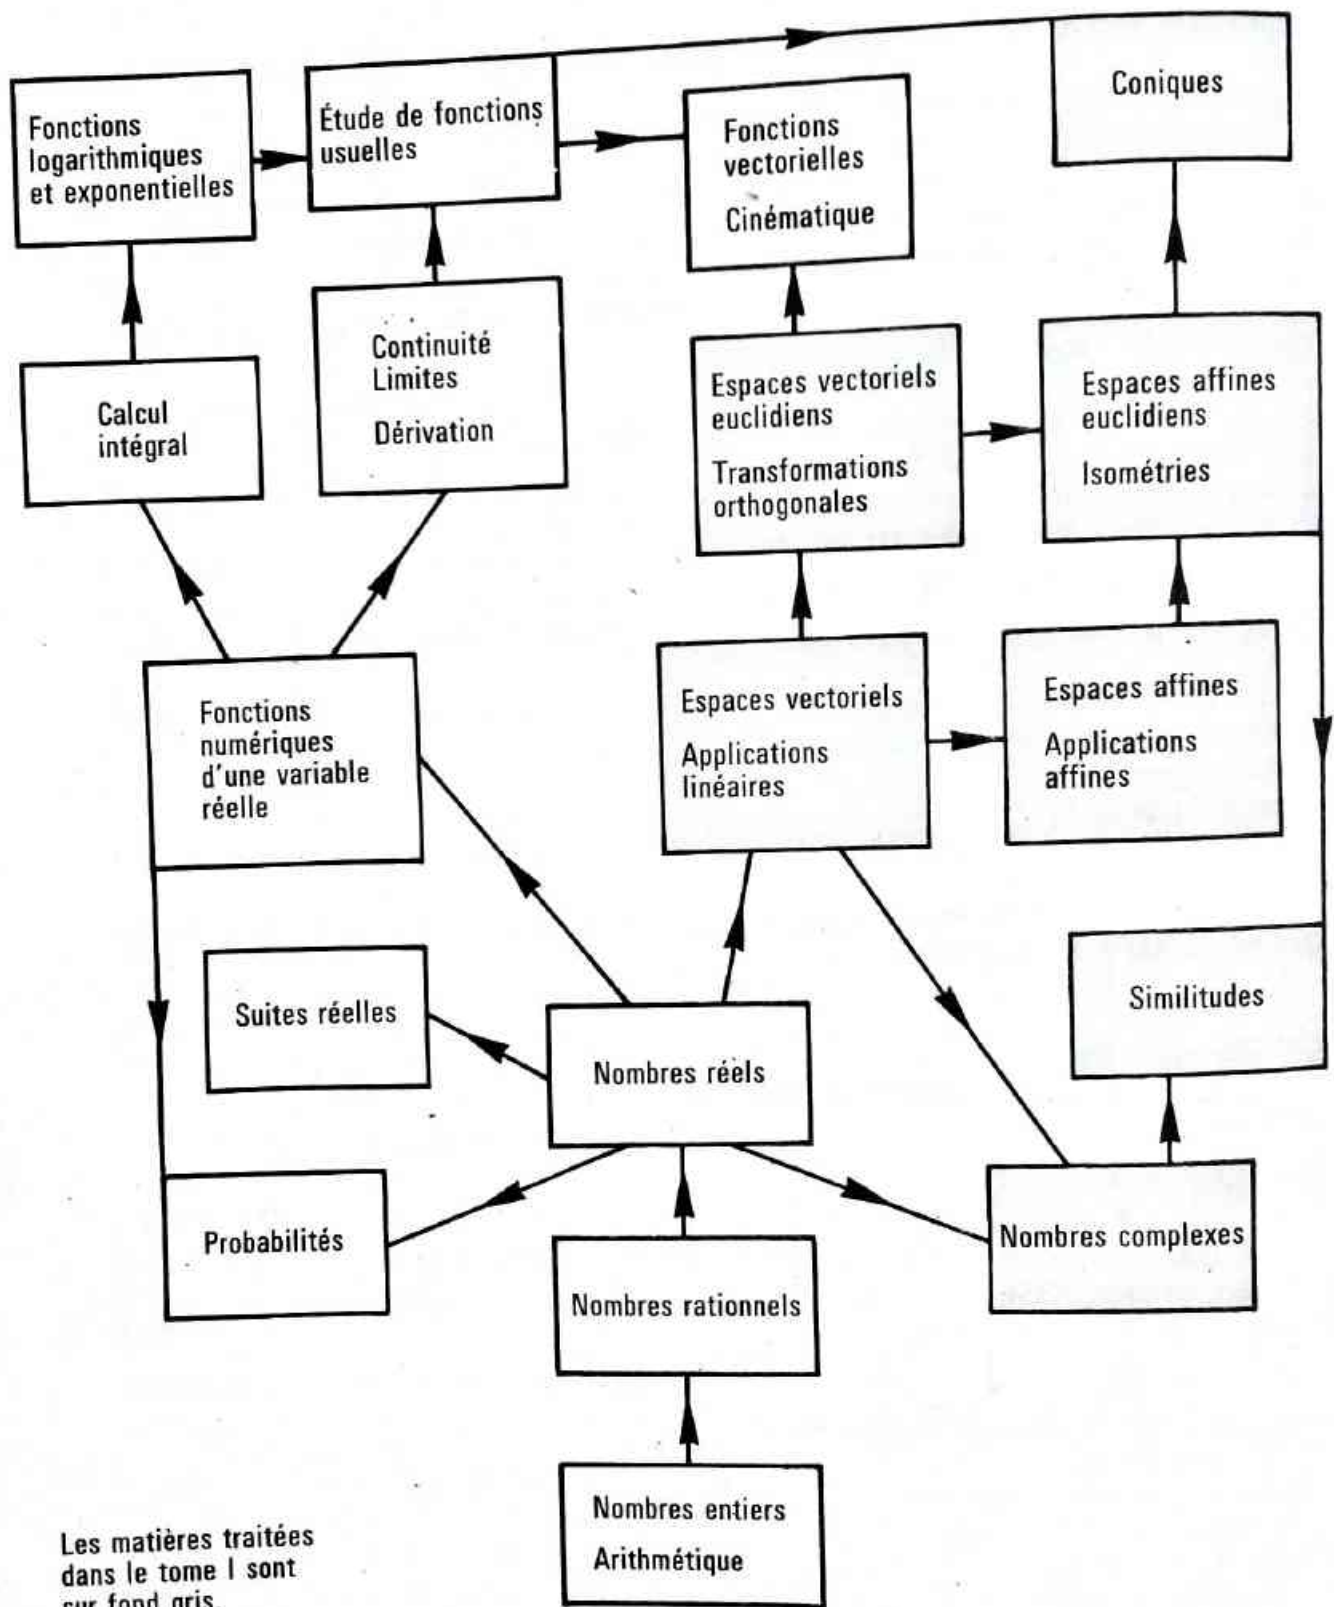 Coniques
Fonctions
logarithmiques
et exponentielles
Étude de fonctions
usuelles
Fonctions
vectorielles
Cinématique
Calcul
intégral
Continuité
Limites
Dérivation
Espaces vectoriels
euclidiens
Transformations
orthogonales
Espaces affines
euclidiens
Isométries
Fonctions
numériques
d'une variable
réelle
Espaces vectoriels
Applications
linéaires
Espaces affines
Applications
affines
Suites réelles
Nombres réels
Similitudes
Probabilités
Nombres rationnels
Nombres complexes
Nombres entiers
Arithmétique
Les matières traitées
dans le tome I sont
sur fond gris.